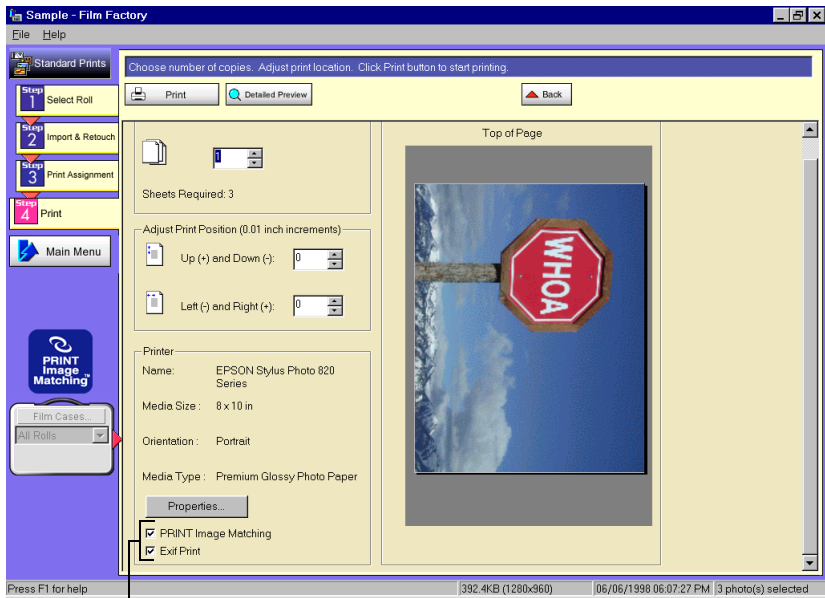 Sample - Film Factory
File Help
Standard Prints
Step 1 Select Roll
Step 2 Import & Retouch
Step 3 Print Assignment
Step 4 Print
Main Menu
PRINT
Image
Matching™
Film Cases...
All Rolls
Choose number of copies. Adjust print location. Click Print button to start printing.
Print Detailed Preview Back
1
Sheets Required: 3
Adjust Print Position (0.01 inch increments)
Up (+) and Down (-): 0
Left (-) and Right (+): 0
Printer
Name: EPSON Stylus Photo 820
Series
Media Size : 8 x 10 in
Orientation : Portrait
Media Type : Premium Glossy Photo Paper
Properties...
PRINT Image Matching
Exif Print
Top of Page
WHOA
Press F1 for help 392.4KB (1280x960) 06/06/1998 06:07:27 PM 3 photo(s) selected